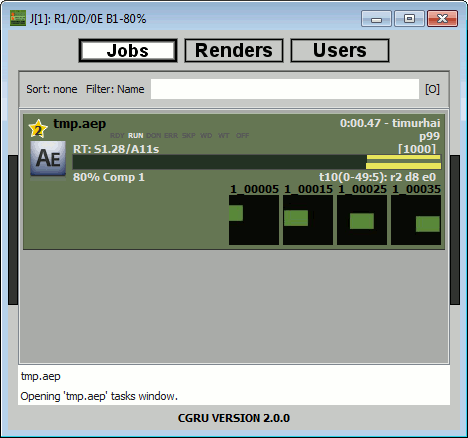 J[1]: R1/0D/0E B1-80%
Jobs Renders Users
Sort: none Filter: Name [O]
2 tmp.aep 0:00.47 - timurhai
RDY RUN DON ERR SKP WD WT OFF p99
AE RT: S1.28/A11s [1000]
80% Comp 1 t10(0-49:5): r2 d8 e0
1_00005 1_00015 1_00025 1_00035
tmp.aep
Opening 'tmp.aep' tasks window.
CGRU VERSION 2.0.0